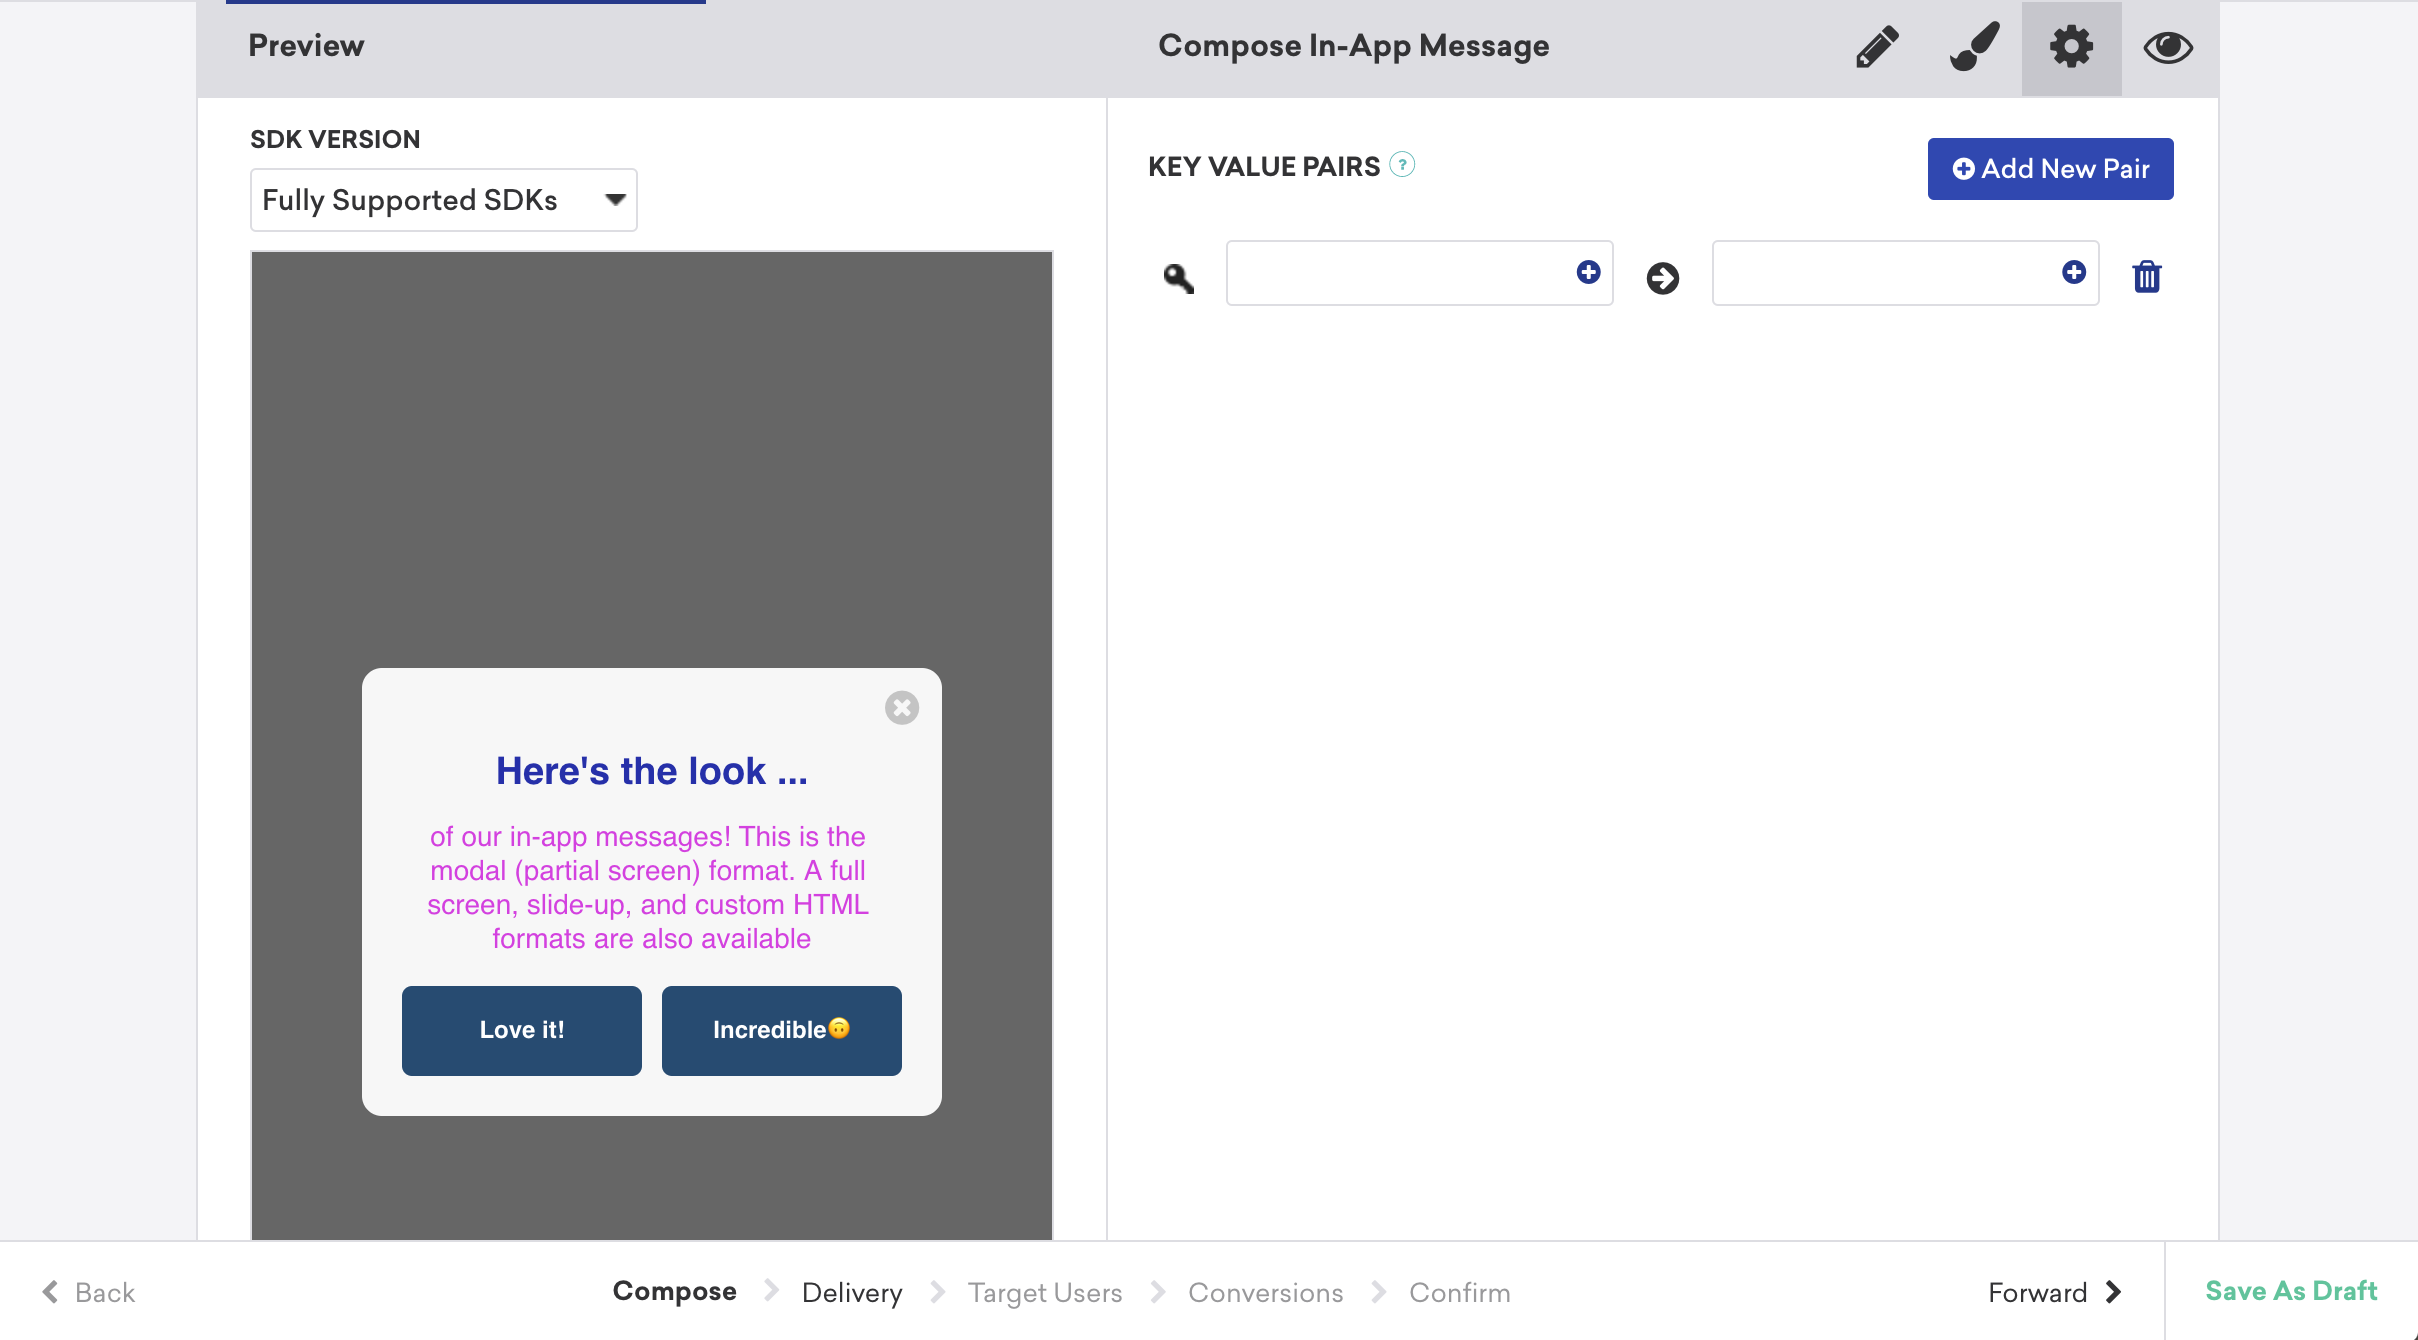 Preview
Compose In-App Message
SDK VERSION
Fully Supported SDKs
KEY VALUE PAIRS ?
Add New Pair
Here's the look ...
of our in-app messages! This is the
modal (partial screen) format. A full
screen, slide-up, and custom HTML
formats are also available
Love it!
Incredible🙃
Back
Compose
Delivery
Target Users
Conversions
Confirm
Forward
Save As Draft